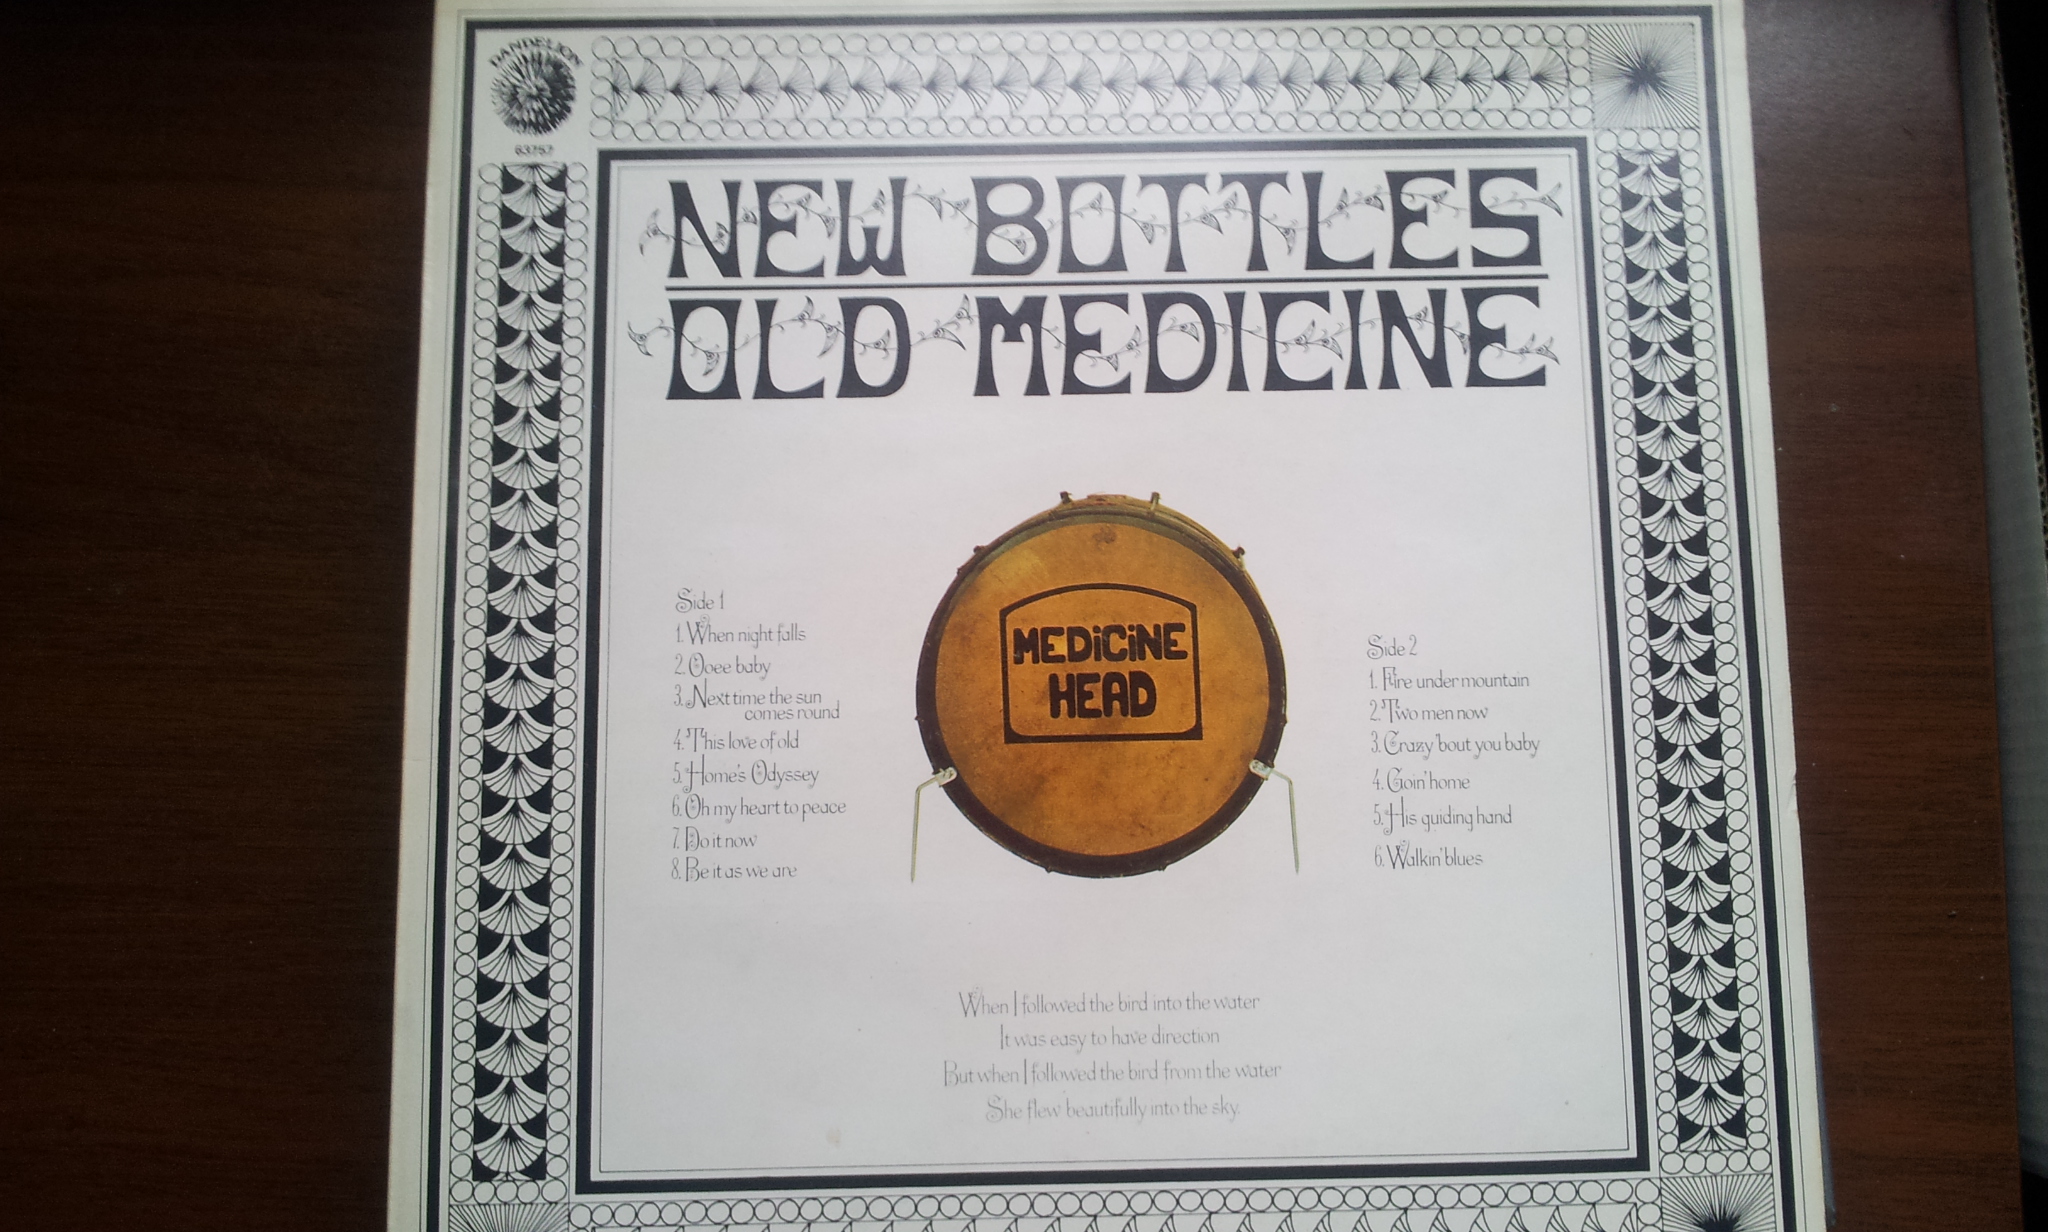 DANDELION
63757
NEW BOTTLES
OLD MEDICINE
MEDiCiNE
HEAD
Side 1
1. When night falls
2. Ooee baby
3. Next time the sun
comes round
4. This love of old
5. Home's Odyssey
6. Oh my heart to peace
7. Do it now
8. Be it as we are
Side 2
1. Fire under mountain
2. Two men now
3. Crazy 'bout you baby
4. Goin' home
5. His guiding hand
6. Walkin' blues
When I followed the bird into the water
It was easy to have direction
But when I followed the bird from the water
She flew beautifully into the sky.